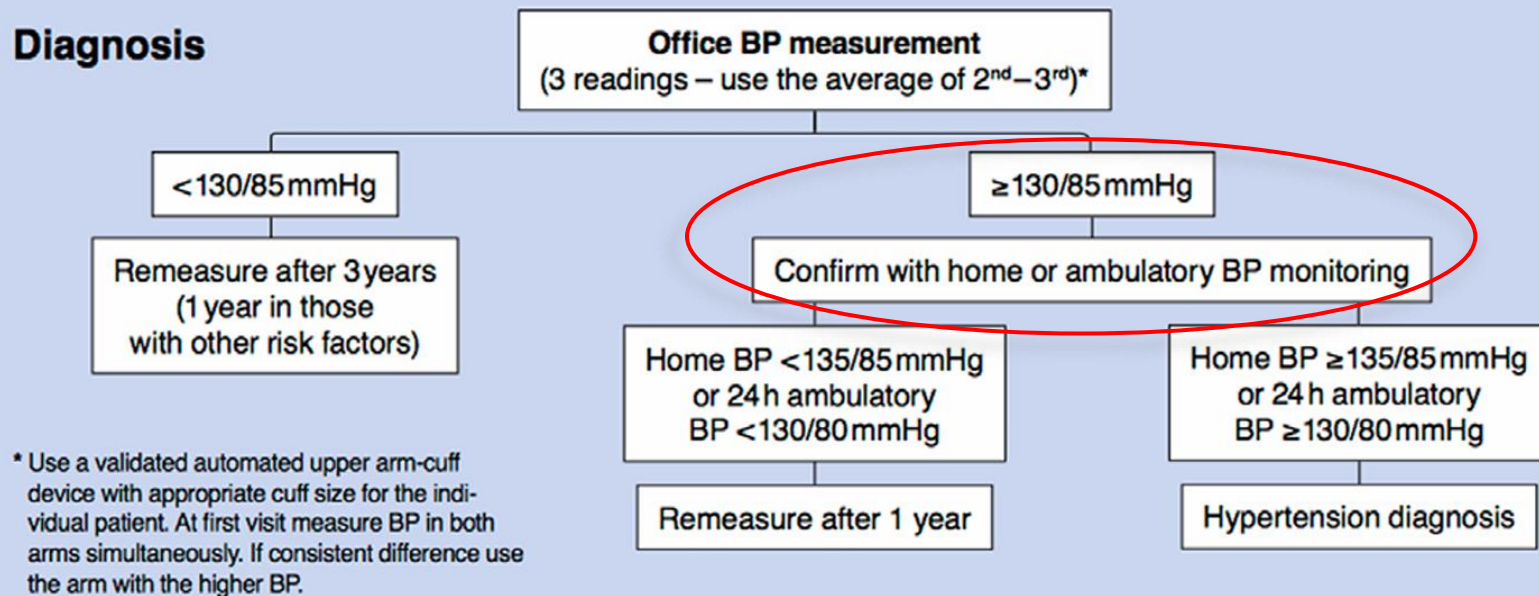 Diagnosis
Office BP measurement
(3 readings – use the average of 2nd–3rd)*
<130/85 mmHg
≥130/85 mmHg
Remeasure after 3 years
(1 year in those
with other risk factors)
Confirm with home or ambulatory BP monitoring
Home BP <135/85 mmHg
or 24 h ambulatory
BP <130/80 mmHg
Home BP ≥135/85 mmHg
or 24 h ambulatory
BP ≥130/80 mmHg
Remeasure after 1 year
Hypertension diagnosis
* Use a validated automated upper arm-cuff
device with appropriate cuff size for the indi-
vidual patient. At first visit measure BP in both
arms simultaneously. If consistent difference use
the arm with the higher BP.